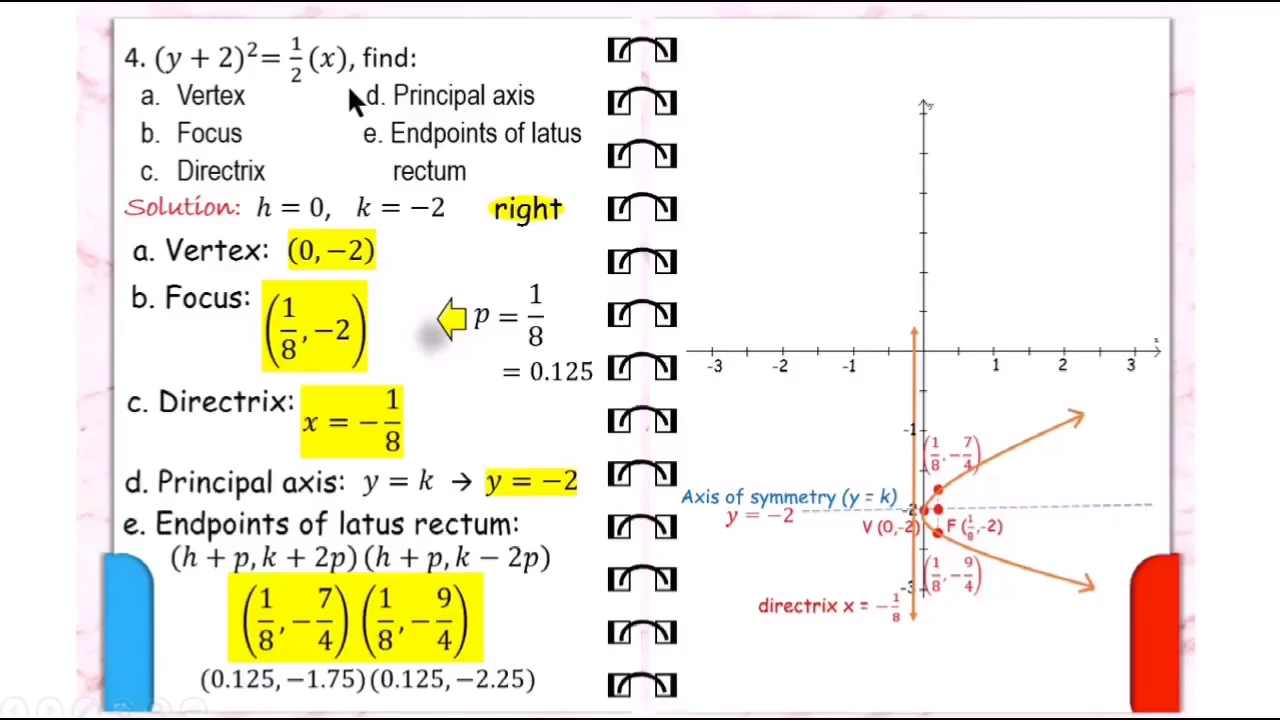 4. (y + 2)² = 1/2 (x), find:
a. Vertex
d. Principal axis
b. Focus
e. Endpoints of latus
c. Directrix
rectum
Solution: h = 0, k = −2 right
a. Vertex: (0, −2)
b. Focus: (1/8, −2)
p = 1/8
= 0.125
c. Directrix: x = −1/8
d. Principal axis: y = k → y = −2
e. Endpoints of latus rectum:
(h + p, k + 2p) (h + p, k − 2p)
(1/8, −7/4) (1/8, −9/4)
(0.125, −1.75) (0.125, −2.25)
y
x
-3 -2 -1 1 2 3
-1
(1/8, −7/4)
Axis of symmetry (y = k)
y = −2
-2
V (0,-2) F (1/8, -2)
(1/8, −9/4)
-3
directrix x = −1/8